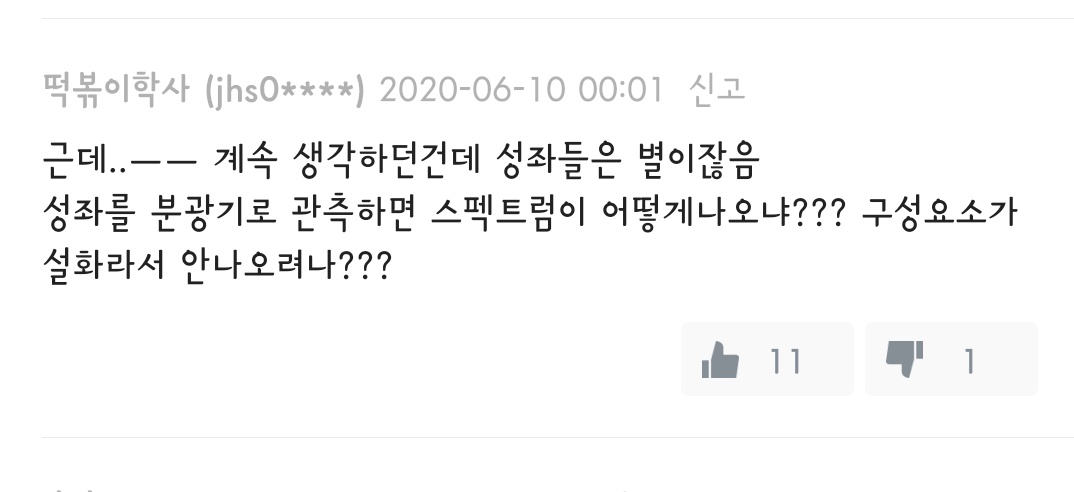 떡볶이학사 (jhs0****) 2020-06-10 00:01 신고
근데..ㅡㅡ 계속 생각하던건데 성좌들은 별이잖음
성좌를 분광기로 관측하면 스펙트럼이 어떻게나오냐??? 구성요소가
설화라서 안나오려나???
11 1